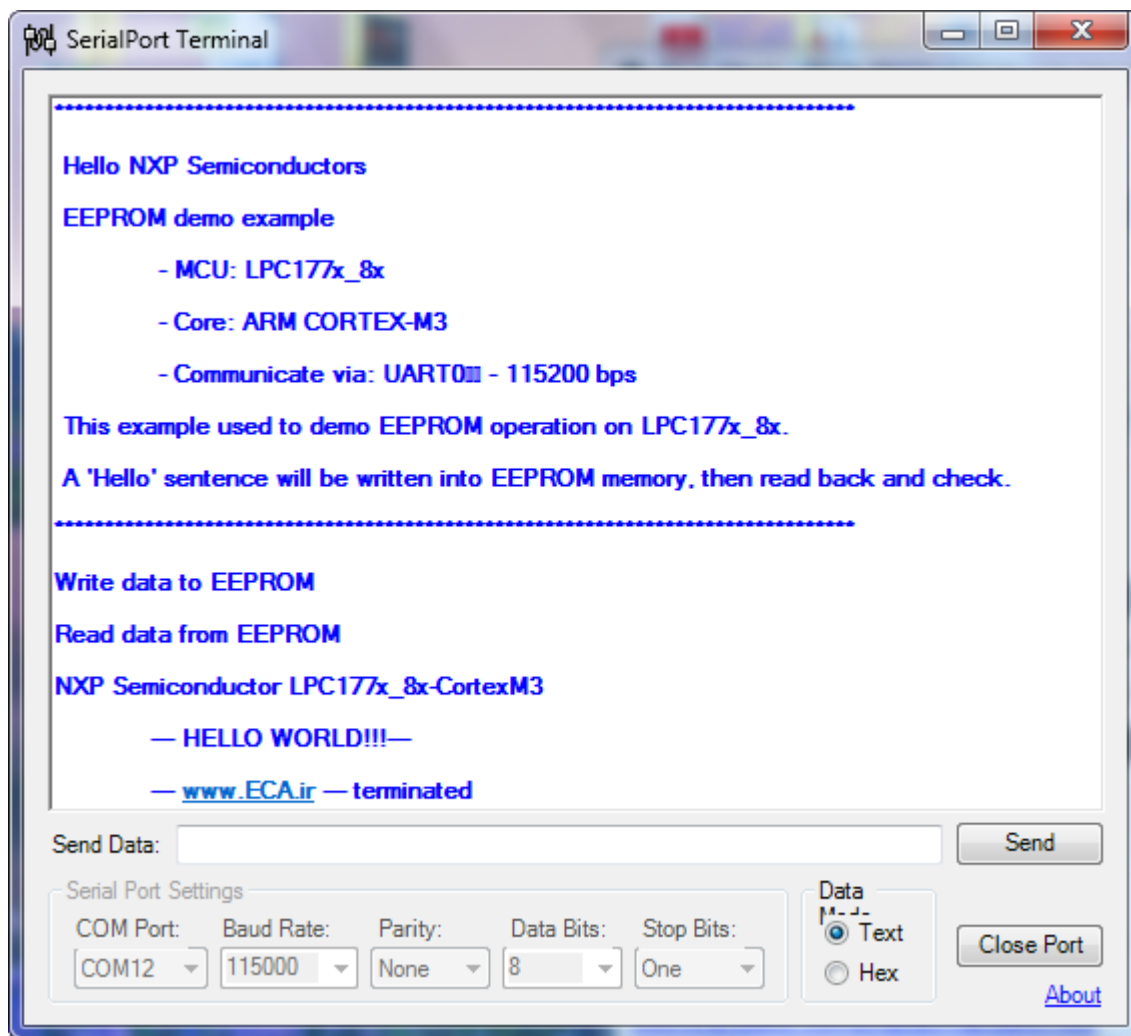 SerialPort Terminal
********************************************************************************
Hello NXP Semiconductors
EEPROM demo example
- MCU: LPC177x_8x
- Core: ARM CORTEX-M3
- Communicate via: UART0 - 115200 bps
This example used to demo EEPROM operation on LPC177x_8x.
A 'Hello' sentence will be written into EEPROM memory, then read back and check.
********************************************************************************
Write data to EEPROM
Read data from EEPROM
NXP Semiconductor LPC177x_8x-CortexM3
— HELLO WORLD!!!—
— www.ECA.ir — terminated
Send Data: Send
Serial Port Settings
COM Port: Baud Rate: Parity: Data Bits: Stop Bits:
COM12 115000 None 8 One
Data
Text
Hex
Close Port
About